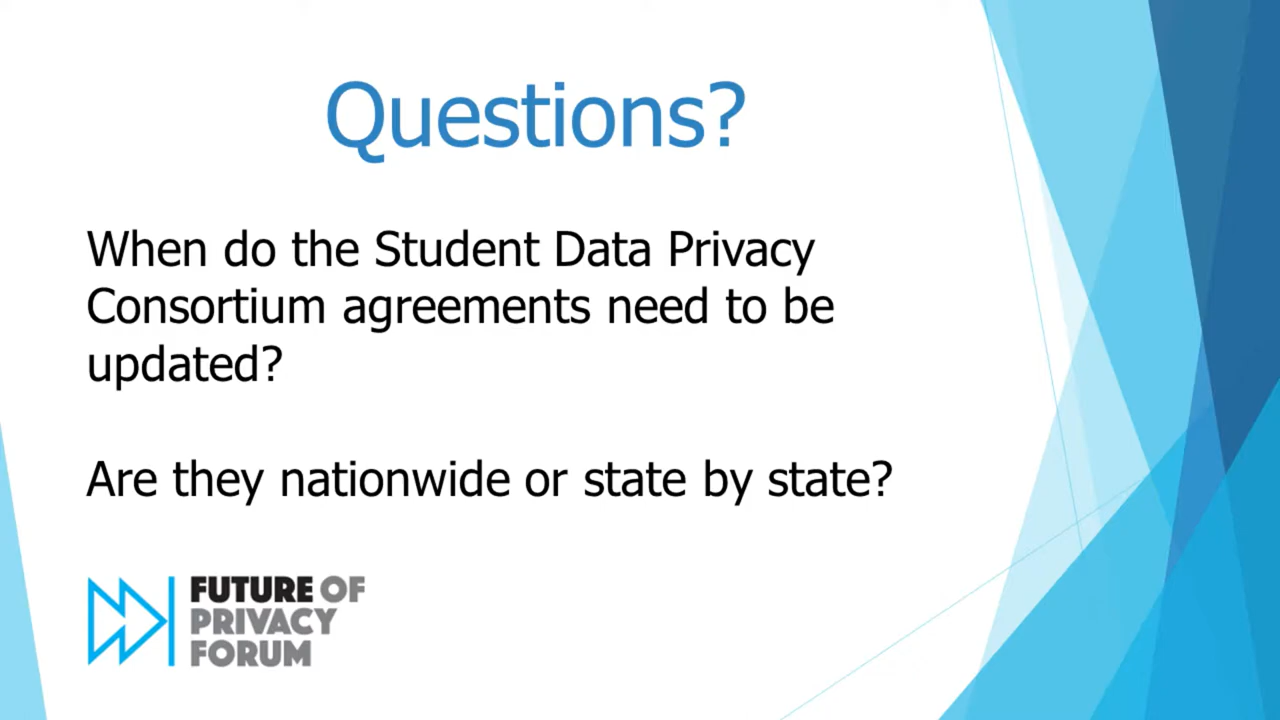 Questions?
When do the Student Data Privacy
Consortium agreements need to be
updated?
Are they nationwide or state by state?
FUTURE OF
PRIVACY
FORUM